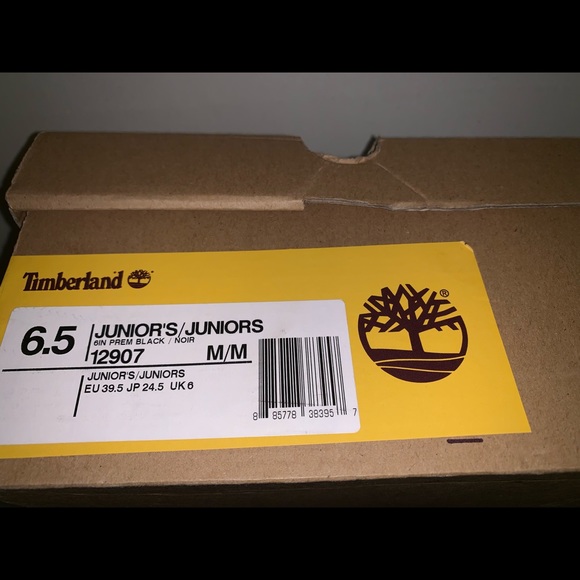 Timberland
®
6.5
JUNIOR'S/JUNIORS
6IN PREM BLACK / NOIR
12907 M/M
JUNIOR'S/JUNIORS
EU 39.5 JP 24.5 UK 6
8 85778 38395 7